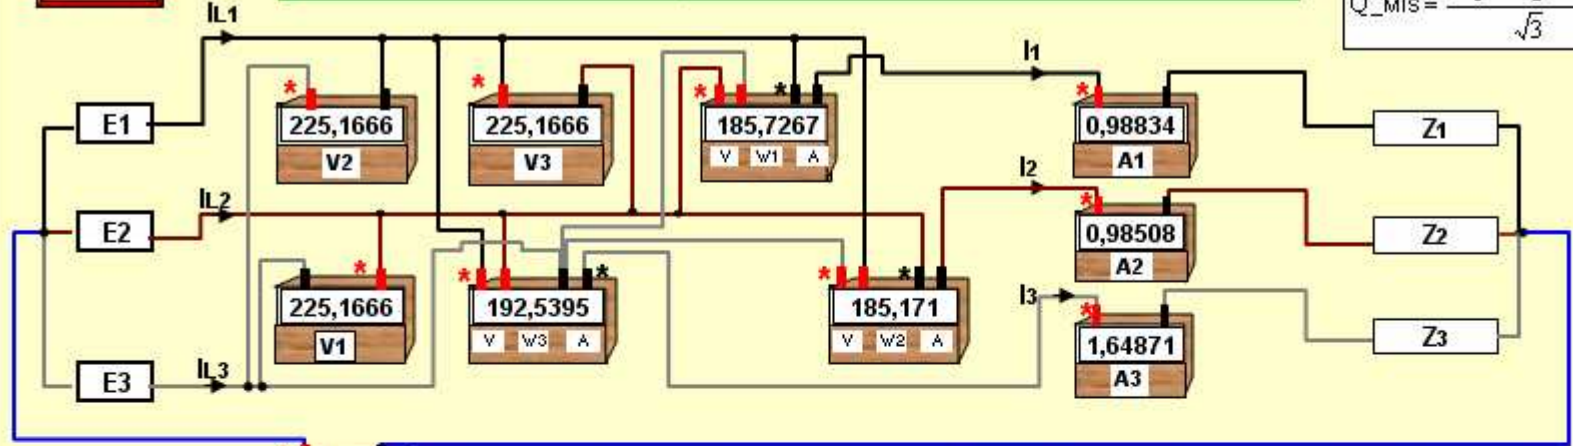 IL1
Q_MIS=
√3
I1
E1
225,1666
V2
225,1666
V3
185,7267
V W1 A
0,98834
A1
Z1
IL2
I2
E2
0,98508
A2
Z2
225,1666
V1
192,5395
V W3 A
185,171
V W2 A
I3
1,64871
A3
Z3
E3
IL3